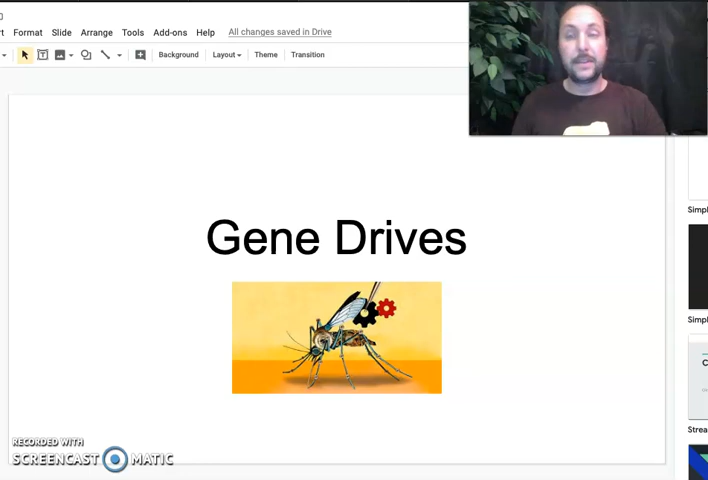 Format Slide Arrange Tools Add-ons Help All changes saved in Drive
Background Layout Theme Transition
Gene Drives
Simpl
Simpl
C
Strea
RECORDED WITH
SCREENCAST MATIC